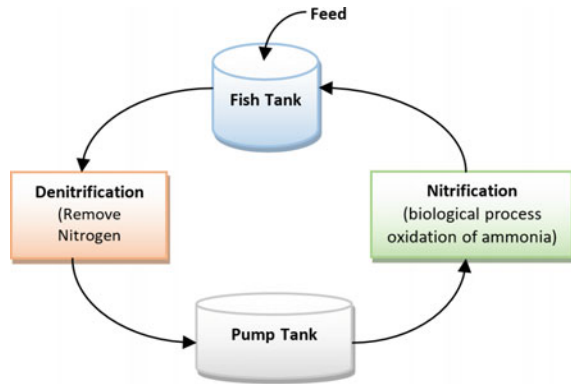 Feed
Fish Tank
Denitrification
(Remove
Nitrogen
Nitrification
(biological process
oxidation of ammonia)
Pump Tank